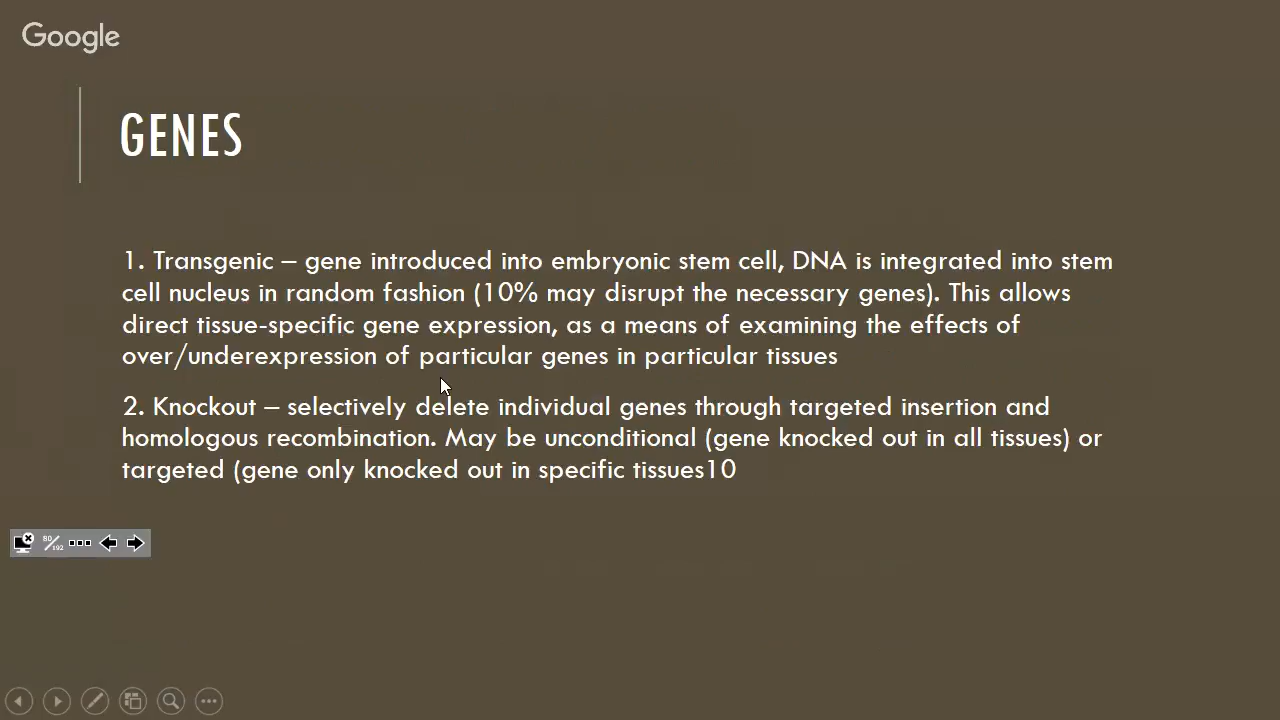 Google
GENES
1. Transgenic – gene introduced into embryonic stem cell, DNA is integrated into stem
cell nucleus in random fashion (10% may disrupt the necessary genes). This allows
direct tissue-specific gene expression, as a means of examining the effects of
over/underexpression of particular genes in particular tissues
2. Knockout – selectively delete individual genes through targeted insertion and
homologous recombination. May be unconditional (gene knocked out in all tissues) or
targeted (gene only knocked out in specific tissues10
80/192